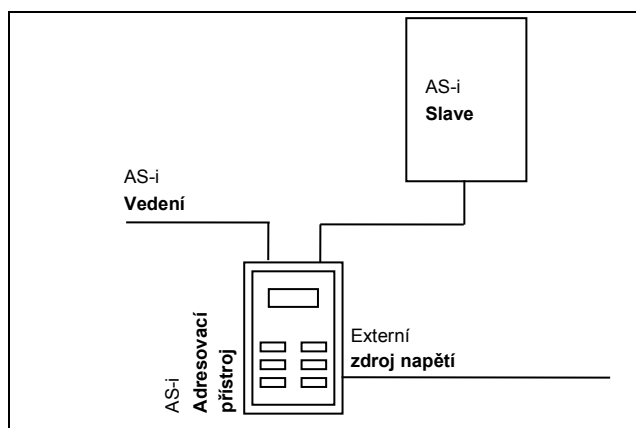 AS-i
Slave
AS-i
Vedení
AS-i
Adresovací
přístroj
Externí
zdroj napětí